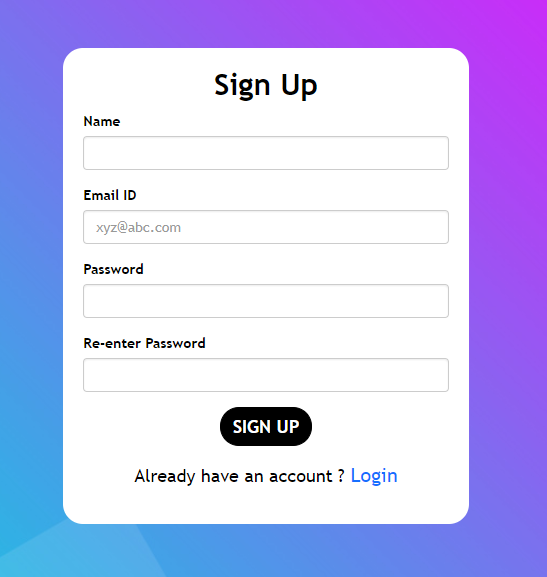 Sign Up
Name
Email ID
xyz@abc.com
Password
Re-enter Password
SIGN UP
Already have an account ? Login